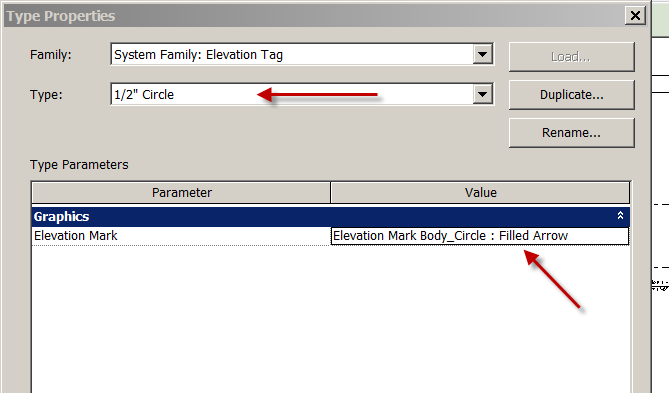 Type Properties
Family: System Family: Elevation Tag Load...
Type: 1/2" Circle Duplicate...
Rename...
Type Parameters
Parameter Value
Graphics
Elevation Mark Elevation Mark Body_Circle : Filled Arrow